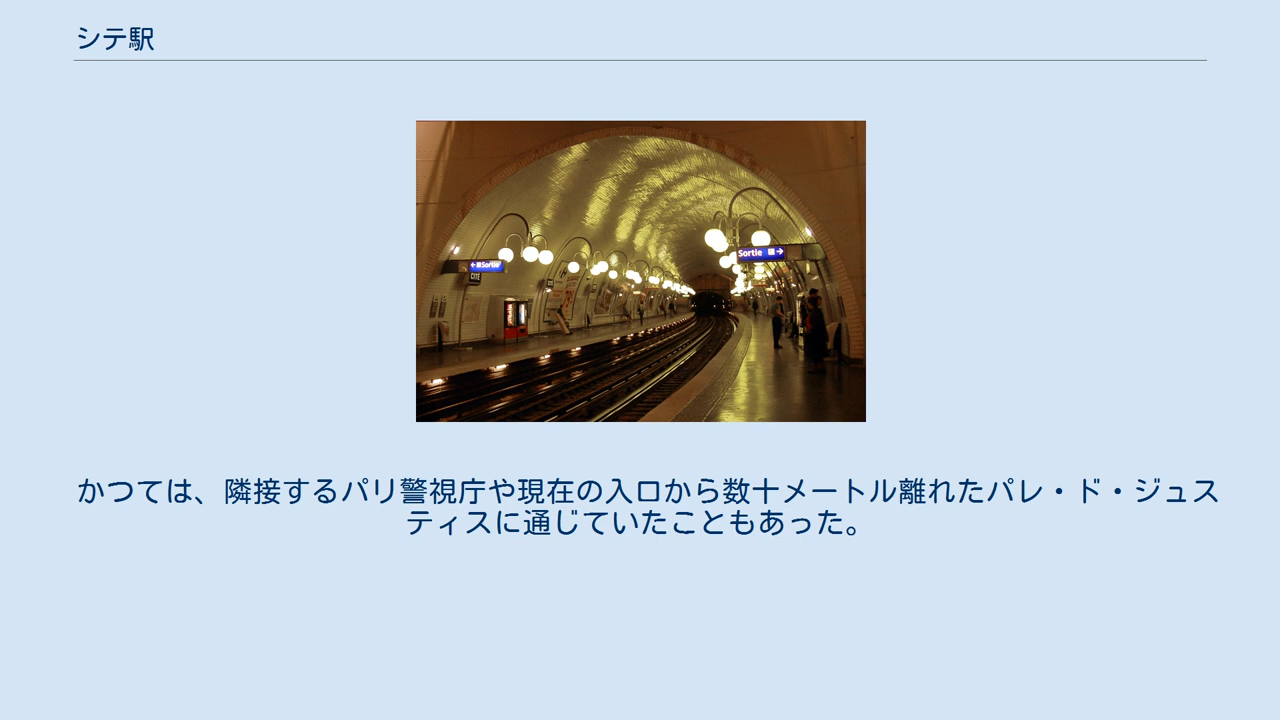 シテ駅
←Sortie
CITÉ
Sortie →
かつては、隣接するパリ警視庁や現在の入口から数十メートル離れたパレ・ド・ジュス
ティスに通じていたこともあった。